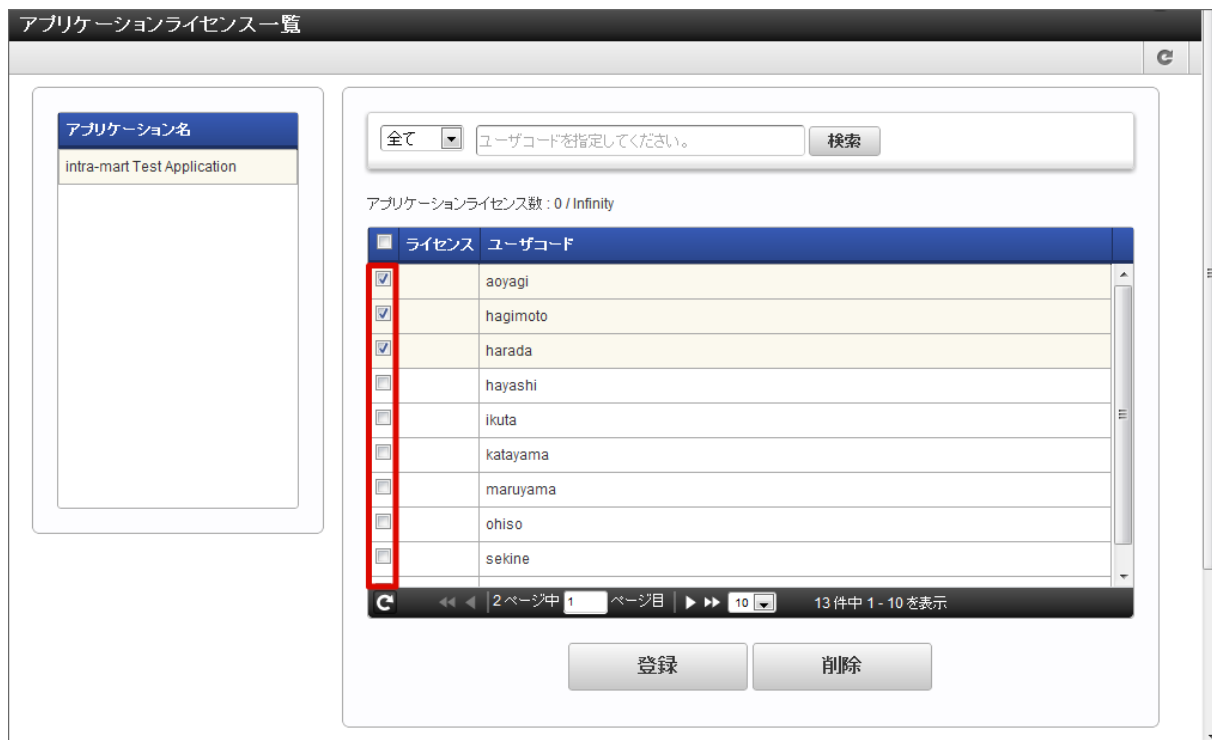 アプリケーションライセンス一覧
アプリケーション名
intra-mart Test Application
全て ユーザコードを指定してください。 検索
アプリケーションライセンス数 : 0 / Infinity
ライセンス ユーザコード
aoyagi
hagimoto
harada
hayashi
ikuta
katayama
maruyama
ohiso
sekine
2 ページ中 1 ページ目 10 13 件中 1 - 10 を表示
登録 削除